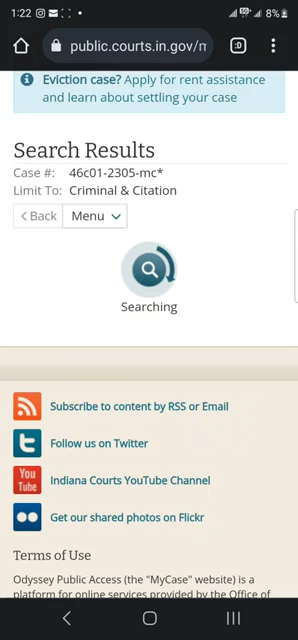 1:22 5G 8%
public.courts.in.gov/m :D
Eviction case? Apply for rent assistance
and learn about settling your case
Search Results
Case #: 46c01-2305-mc*
Limit To: Criminal & Citation
Back Menu
Searching
Subscribe to content by RSS or Email
Follow us on Twitter
You
Tube
Indiana Courts YouTube Channel
Get our shared photos on Flickr
Terms of Use
Odyssey Public Access (the "MyCase" website) is a
platform for online services provided by the Office of